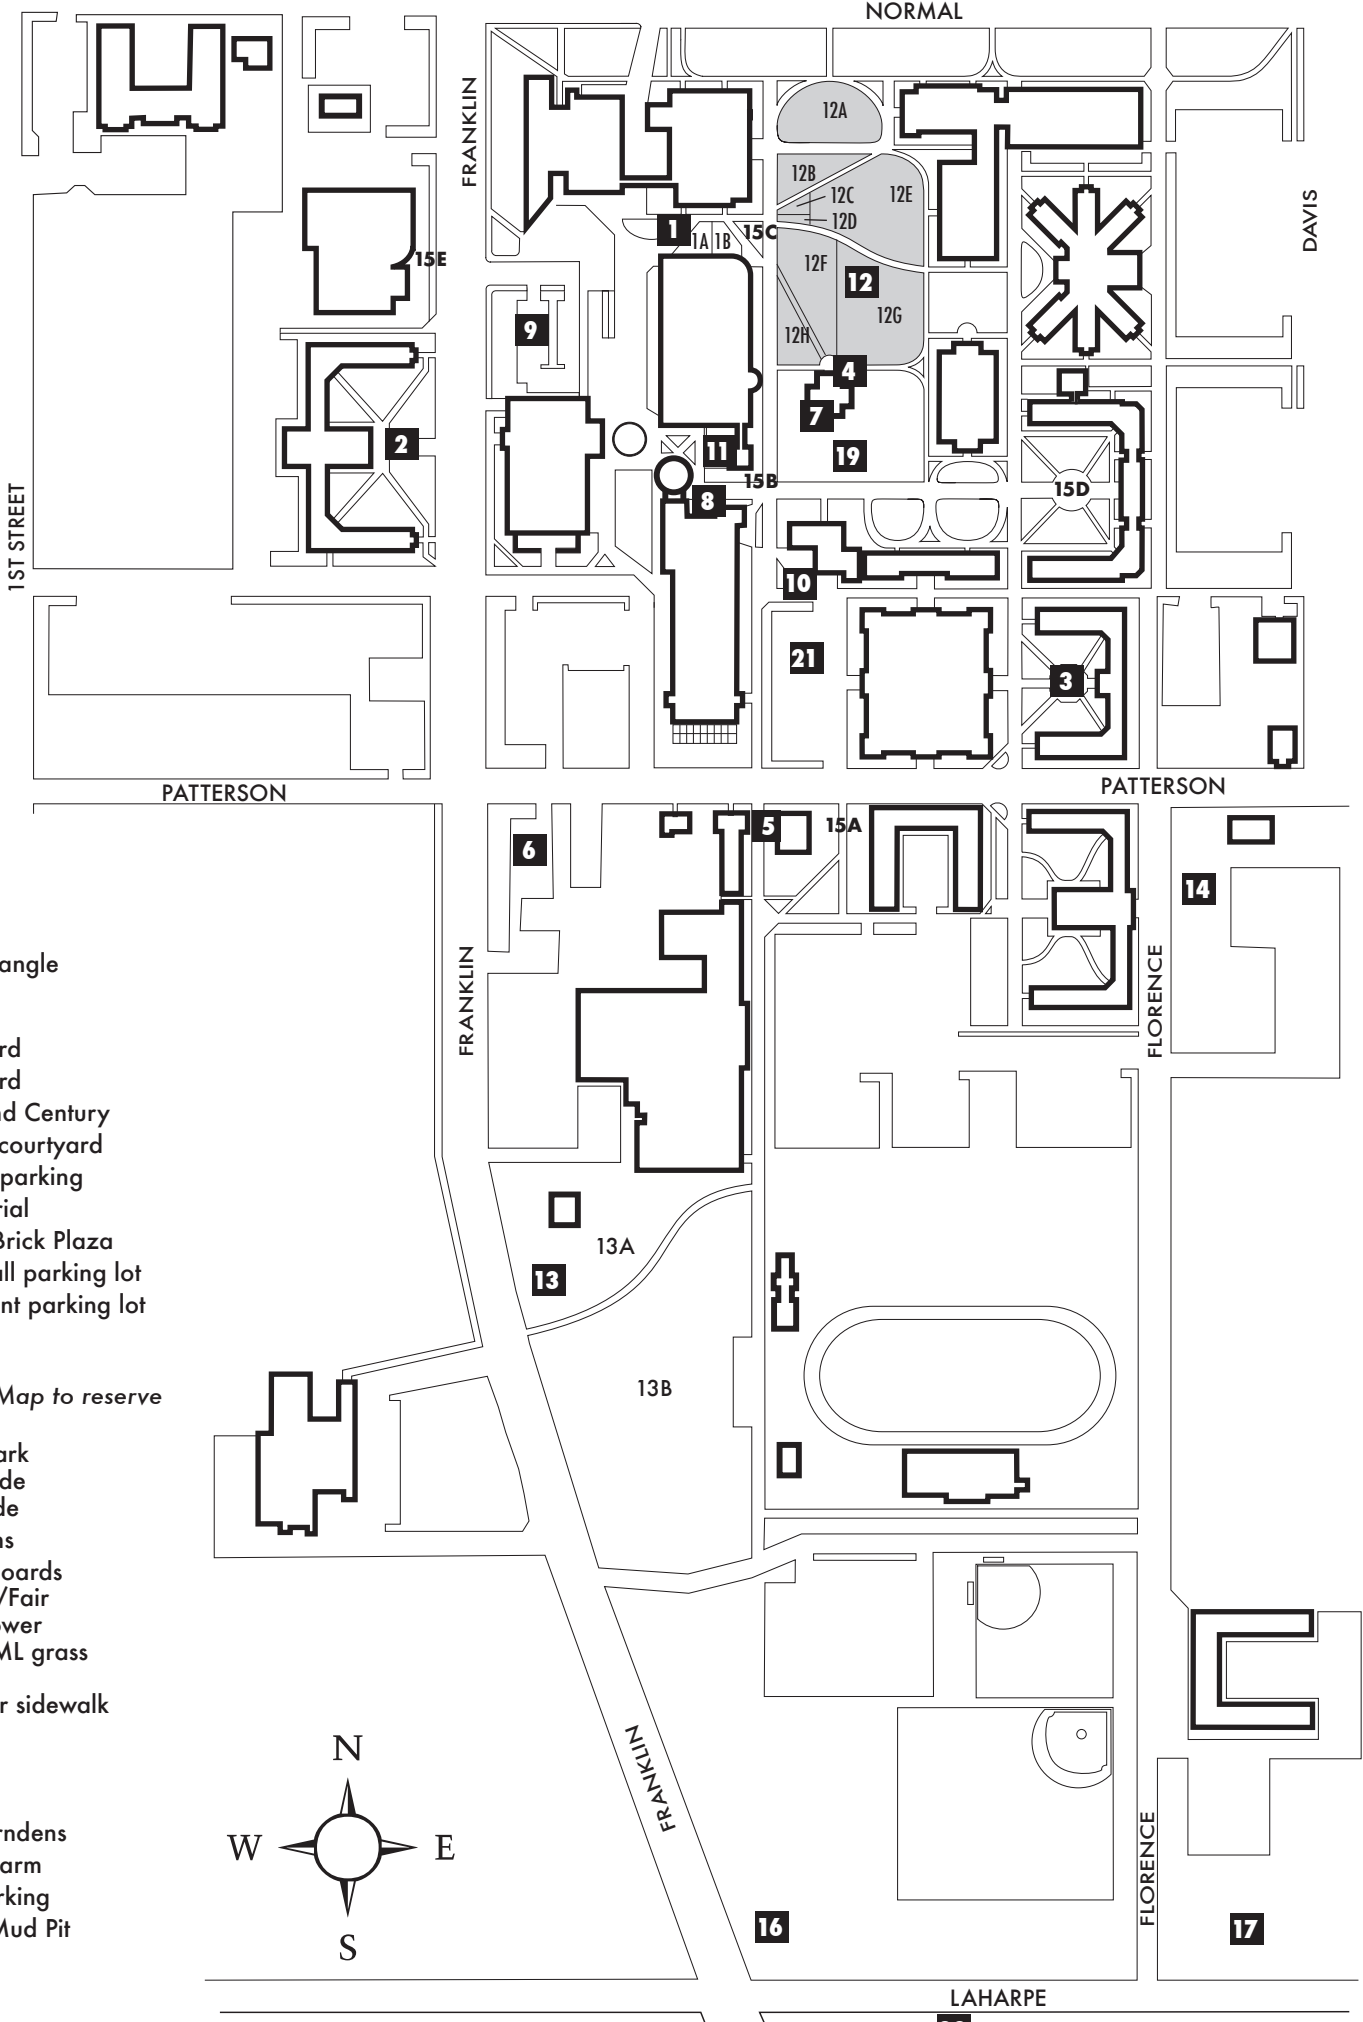 NORMAL
FRANKLIN
12A
12B
12C
12E
12D
DAVIS
1
1A
1B
15C
15E
12F
12
9
12G
12H
4
7
2
11
19
15B
15D
8
1ST STREET
10
21
3
PATTERSON
PATTERSON
5
15A
6
14
FRANKLIN
FLORENCE
angle
rd
rd
nd Century
courtyard
parking
rial
Brick Plaza
all parking lot
nt parking lot
13A
13
13B
Map to reserve
ark
de
de
ns
oards
/Fair
ower
ML grass
r sidewalk
FRANKLIN
N
W
E
S
rndens
arm
rking
Mud Pit
FLORENCE
16
17
LAHARPE